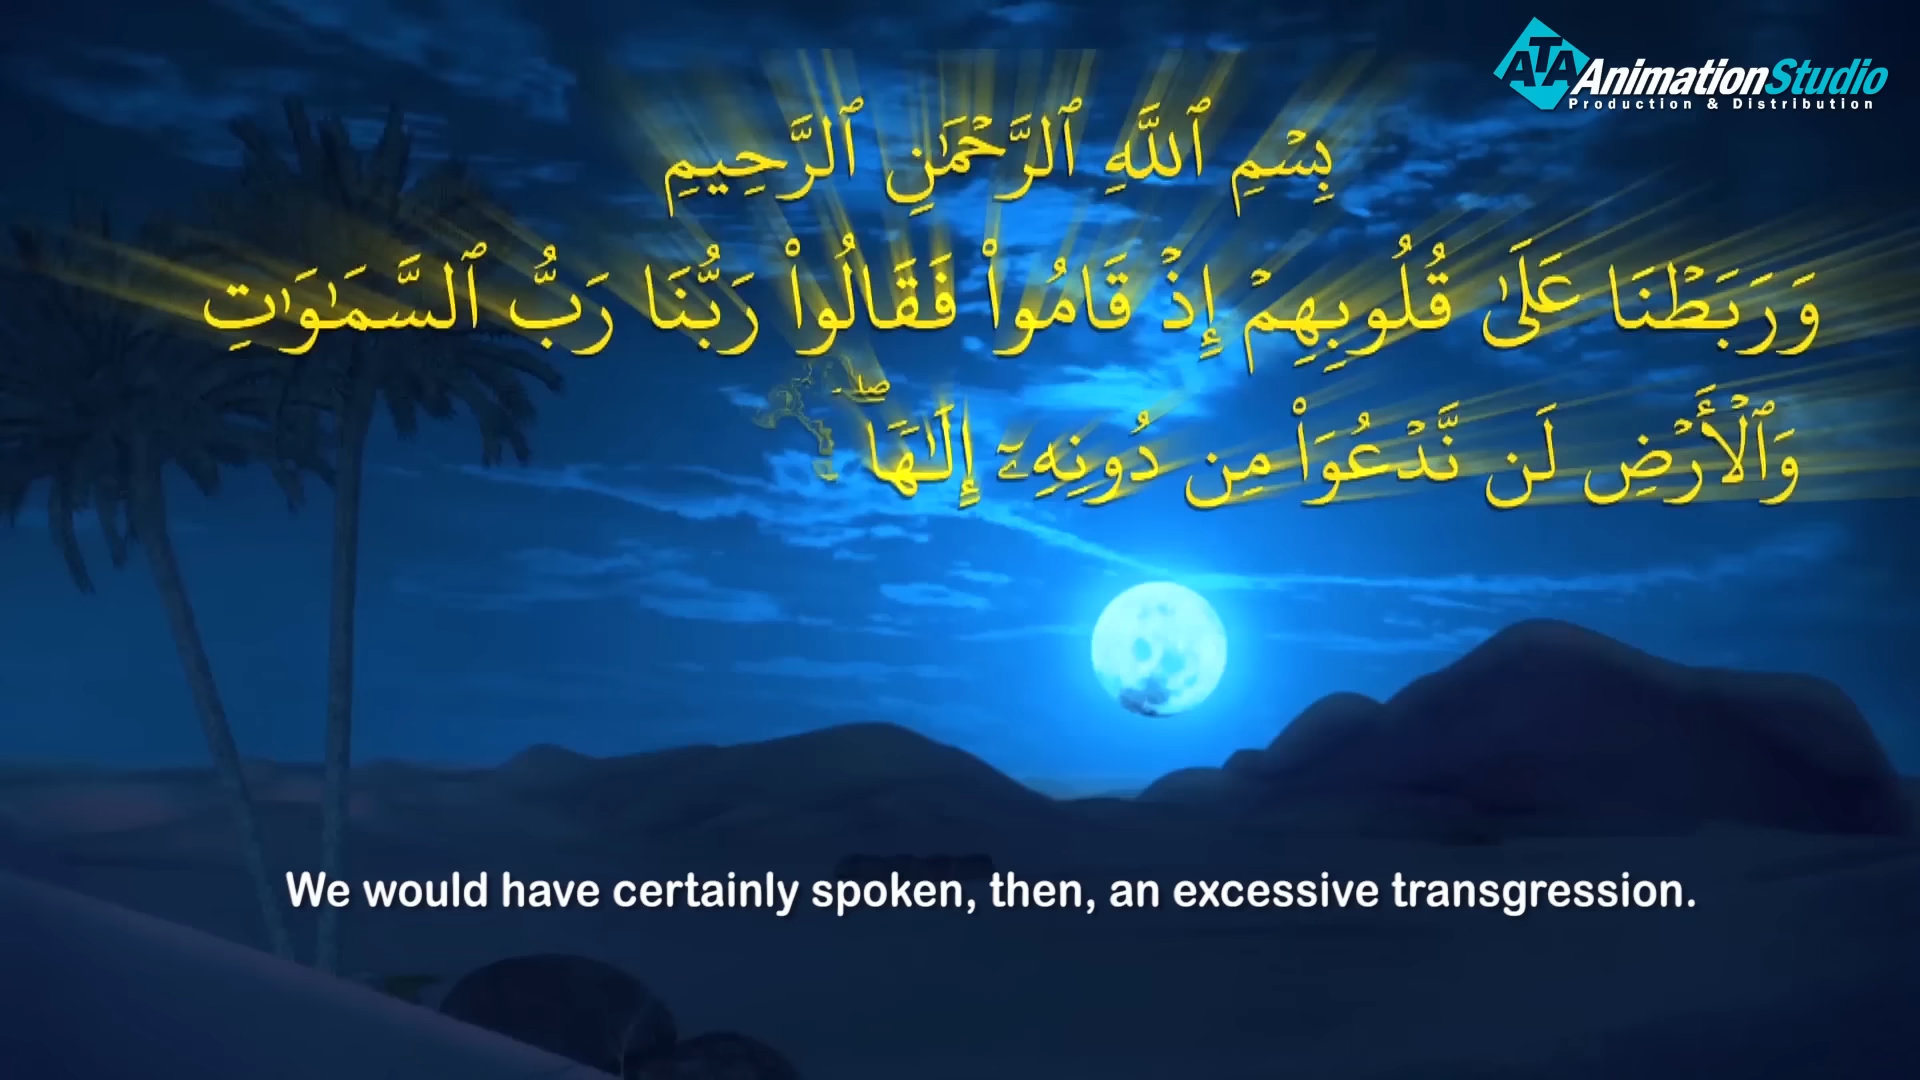 ATA AnimationStudio
Production & Distribution
بِسْمِ ٱللَّهِ ٱلرَّحْمَٰنِ ٱلرَّحِيمِ
وَرَبَطْنَا عَلَىٰ قُلُوبِهِمْ إِذْ قَامُوا۟ فَقَالُوا۟ رَبُّنَا رَبُّ ٱلسَّمَٰوَٰتِ
وَٱلْأَرْضِ لَن نَّدْعُوَا۟ مِن دُونِهِۦٓ إِلَٰهًا ۖ
We would have certainly spoken, then, an excessive transgression.